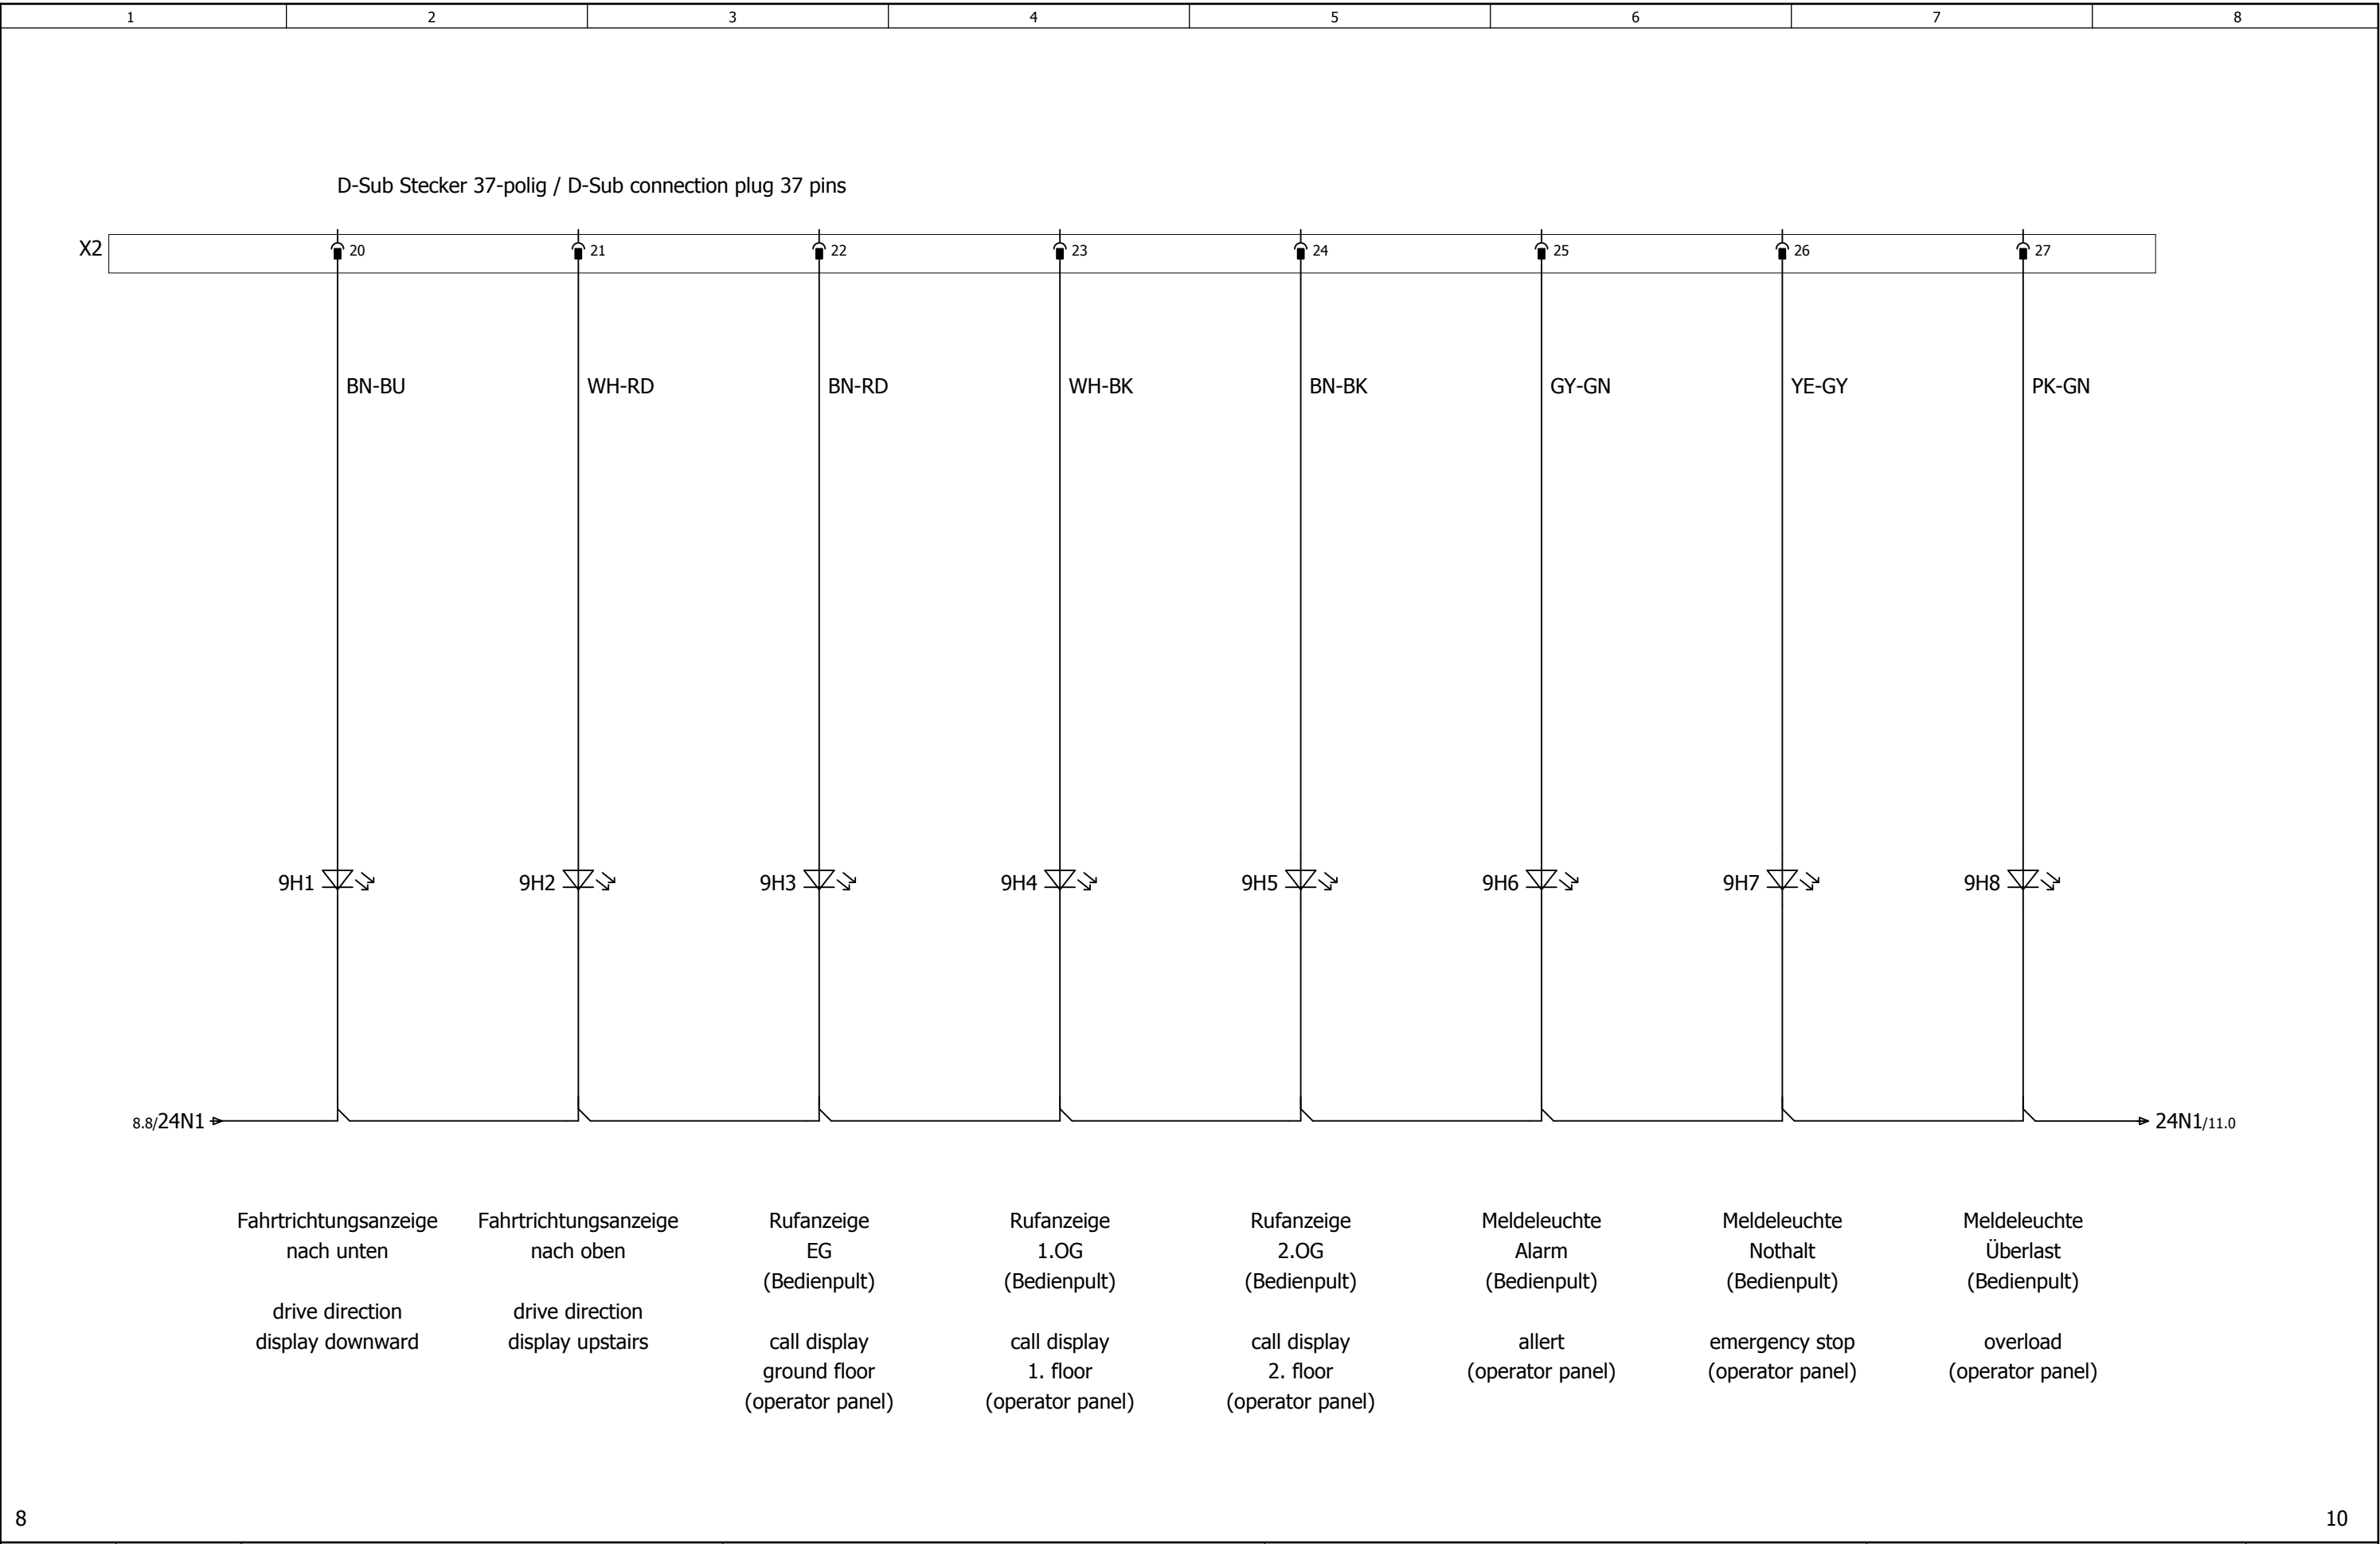 1 2 3 4 5 6 7 8
D-Sub Stecker 37-polig / D-Sub connection plug 37 pins
X2 20 21 22 23 24 25 26 27
BN-BU WH-RD BN-RD WH-BK BN-BK GY-GN YE-GY PK-GN
9H1 9H2 9H3 9H4 9H5 9H6 9H7 9H8
8.8/24N1 24N1/11.0
Fahrtrichtungsanzeige
nach unten
drive direction
display downward
Fahrtrichtungsanzeige
nach oben
drive direction
display upstairs
Rufanzeige
EG
(Bedienpult)
call display
ground floor
(operator panel)
Rufanzeige
1.OG
(Bedienpult)
call display
1. floor
(operator panel)
Rufanzeige
2.OG
(Bedienpult)
call display
2. floor
(operator panel)
Meldeleuchte
Alarm
(Bedienpult)
allert
(operator panel)
Meldeleuchte
Nothalt
(Bedienpult)
emergency stop
(operator panel)
Meldeleuchte
Überlast
(Bedienpult)
overload
(operator panel)
8 10